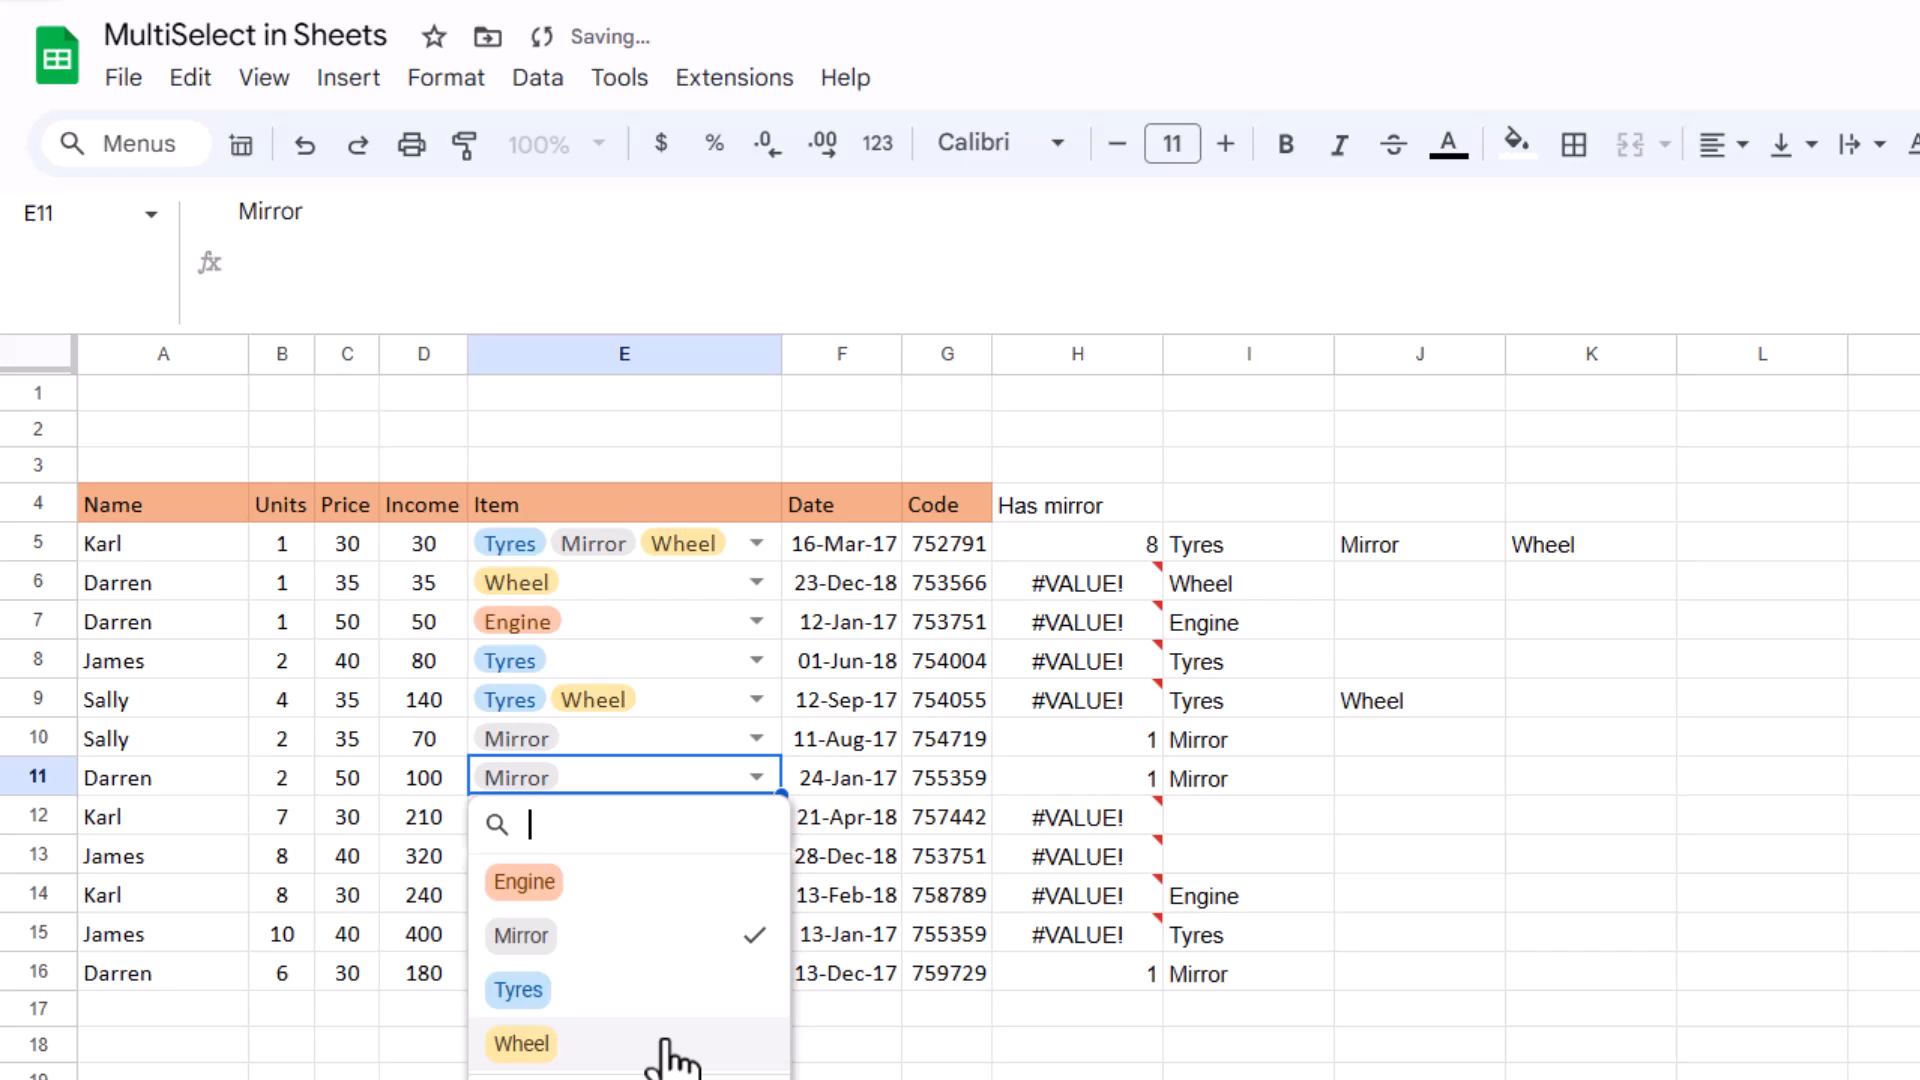 MultiSelect in Sheets Saving...
File Edit View Insert Format Data Tools Extensions Help
Menus 100% $ % .0 .00 123 Calibri 11 B I A
E11 Mirror
fx
A B C D E F G H I J K L
1
2
3
4 Name Units Price Income Item Date Code Has mirror
5 Karl 1 30 30 Tyres Mirror Wheel 16-Mar-17 752791 8 Tyres Mirror Wheel
6 Darren 1 35 35 Wheel 23-Dec-18 753566 #VALUE! Wheel
7 Darren 1 50 50 Engine 12-Jan-17 753751 #VALUE! Engine
8 James 2 40 80 Tyres 01-Jun-18 754004 #VALUE! Tyres
9 Sally 4 35 140 Tyres Wheel 12-Sep-17 754055 #VALUE! Tyres Wheel
10 Sally 2 35 70 Mirror 11-Aug-17 754719 1 Mirror
11 Darren 2 50 100 Mirror 24-Jan-17 755359 1 Mirror
12 Karl 7 30 210 21-Apr-18 757442 #VALUE!
13 James 8 40 320 28-Dec-18 753751 #VALUE!
14 Karl 8 30 240 13-Feb-18 758789 #VALUE! Engine
15 James 10 40 400 13-Jan-17 755359 #VALUE! Tyres
16 Darren 6 30 180 13-Dec-17 759729 1 Mirror
17
18
Engine
Mirror
Tyres
Wheel